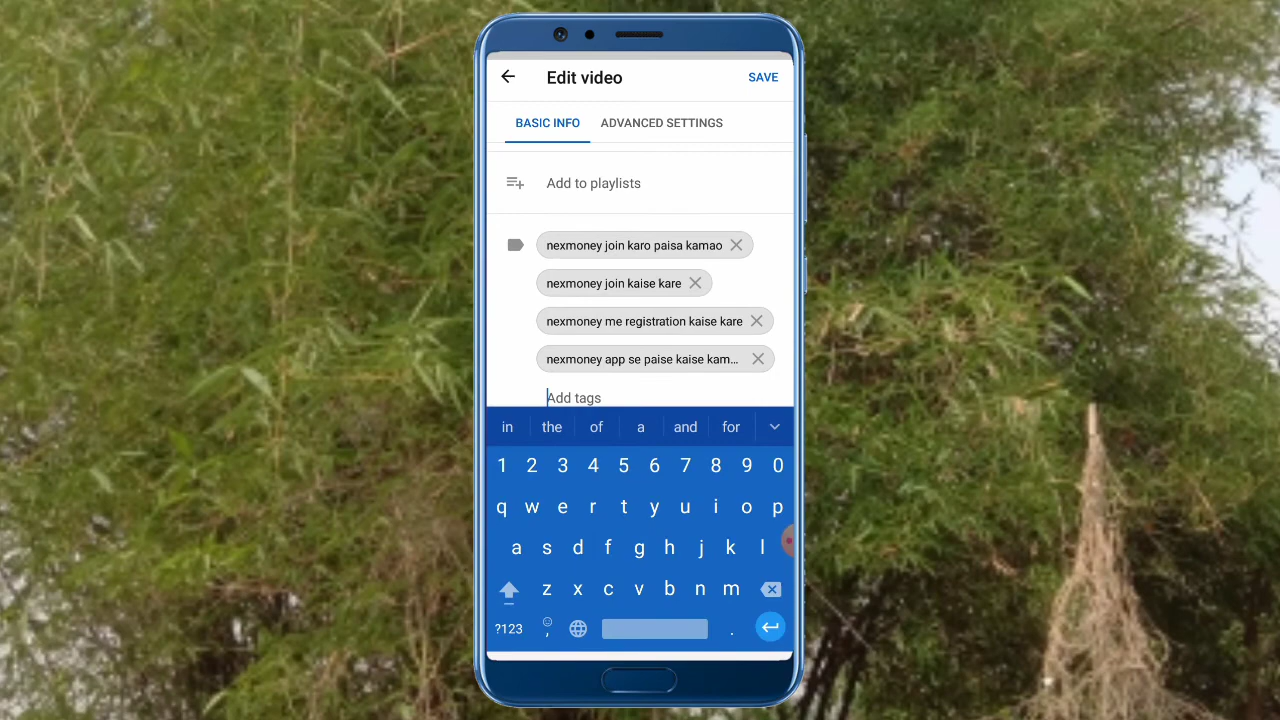 Edit video SAVE
BASIC INFO ADVANCED SETTINGS
Add to playlists
nexmoney join karo paisa kamao
nexmoney join kaise kare
nexmoney me registration kaise kare
nexmoney app se paise kaise kam...
Add tags
in the of a and for
1 2 3 4 5 6 7 8 9 0
q w e r t y u i o p
a s d f g h j k l
z x c v b n m
?123 , .